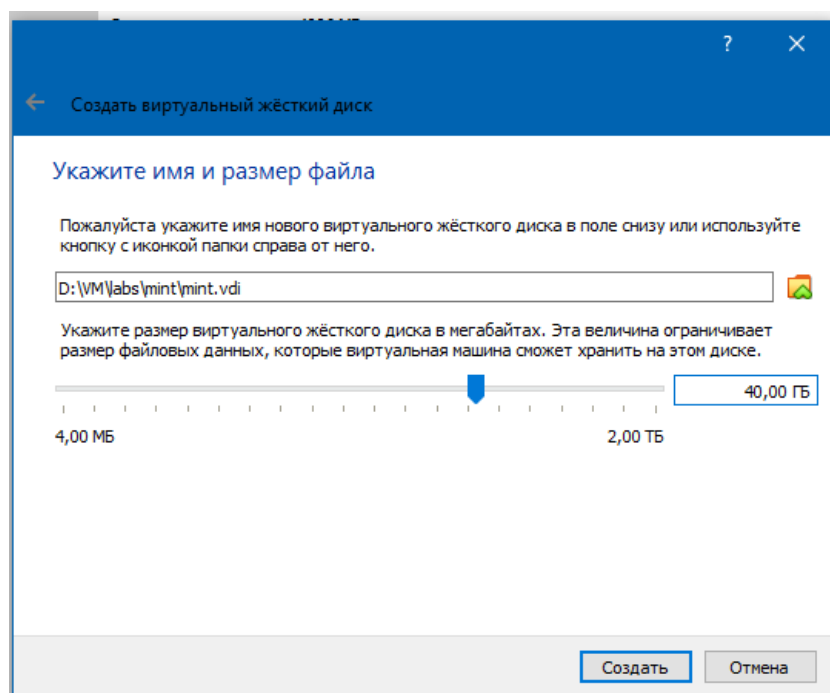 ?
Создать виртуальный жёсткий диск
Укажите имя и размер файла
Пожалуйста укажите имя нового виртуального жёсткого диска в поле снизу или используйте
кнопку с иконкой папки справа от него.
D:\VM\labs\mint\mint.vdi
Укажите размер виртуального жёсткого диска в мегабайтах. Эта величина ограничивает
размер файловых данных, которые виртуальная машина сможет хранить на этом диске.
40,00 ГБ
4,00 МБ 2,00 ТБ
Создать Отмена